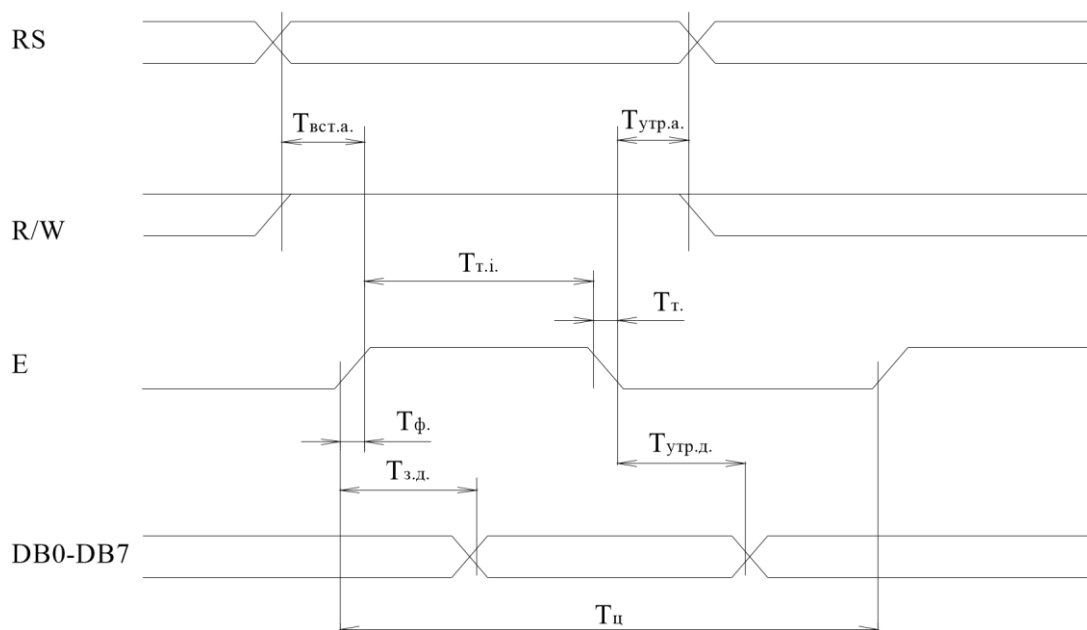 RS
Tвст.а.
Tутр.а.
R/W
Tт.і.
Tт.
E
Tф.
Tутр.д.
Tз.д.
DB0-DB7
Tц